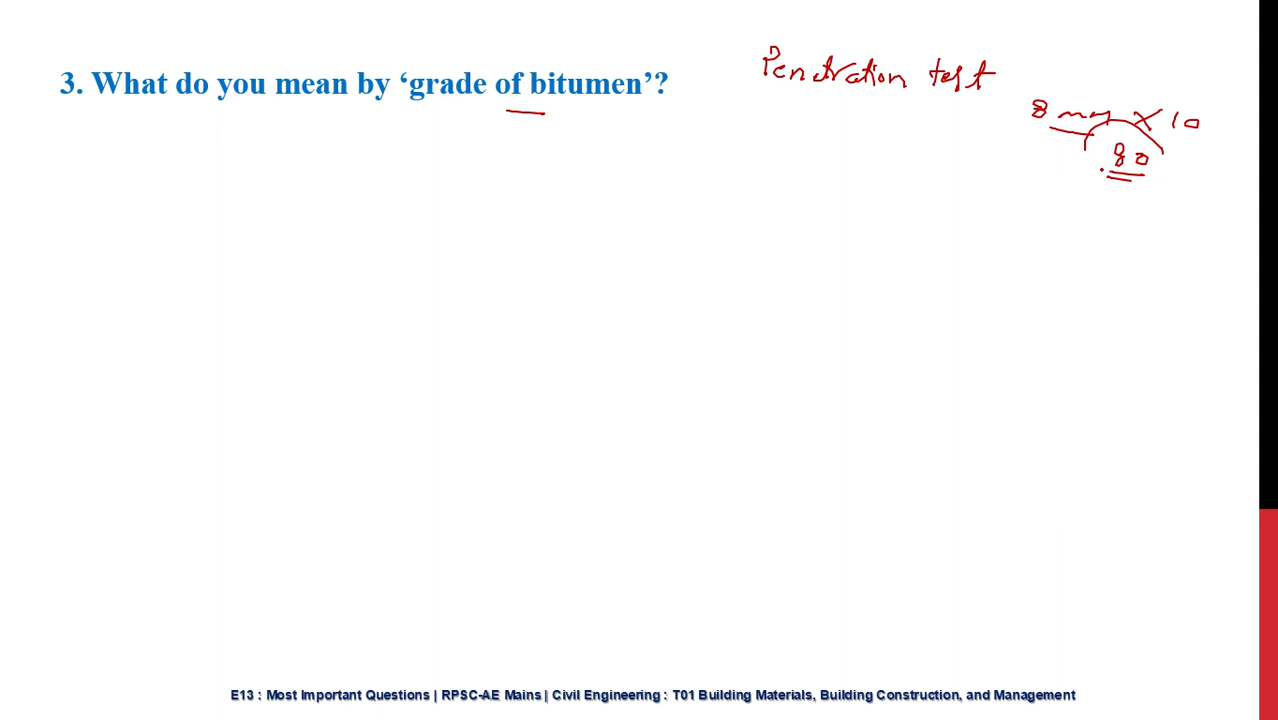 3. What do you mean by ‘grade of bitumen’?
Penetration test
8 mm × 10
80
E13 : Most Important Questions | RPSC-AE Mains | Civil Engineering : T01 Building Materials, Building Construction, and Management